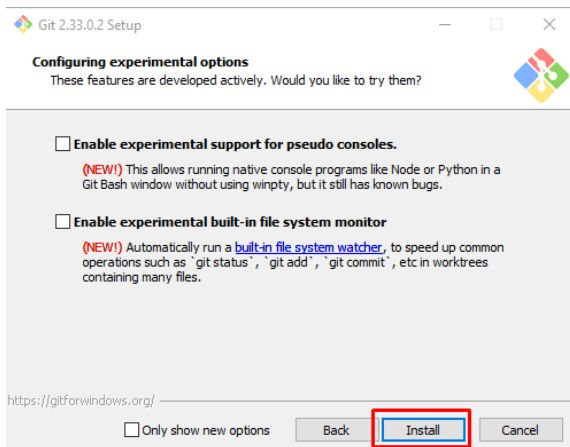 Git 2.33.0.2 Setup
Configuring experimental options
These features are developed actively. Would you like to try them?
Enable experimental support for pseudo consoles.
(NEW!) This allows running native console programs like Node or Python in a
Git Bash window without using winpty, but it still has known bugs.
Enable experimental built-in file system monitor
(NEW!) Automatically run a built-in file system watcher, to speed up common
operations such as `git status`, `git add`, `git commit`, etc in worktrees
containing many files.
https://gitforwindows.org/
Only show new options
Back
Install
Cancel